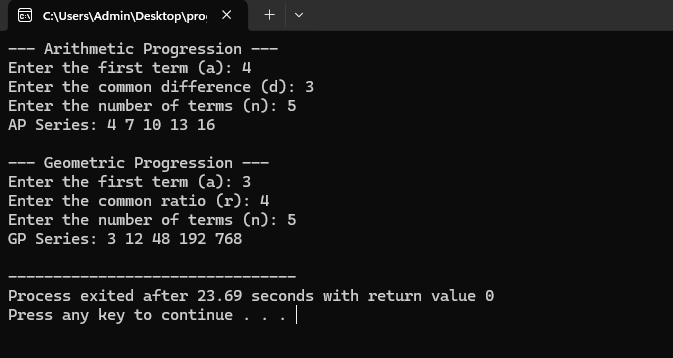 C:\Users\Admin\Desktop\pro
--- Arithmetic Progression ---
Enter the first term (a): 4
Enter the common difference (d): 3
Enter the number of terms (n): 5
AP Series: 4 7 10 13 16
--- Geometric Progression ---
Enter the first term (a): 3
Enter the common ratio (r): 4
Enter the number of terms (n): 5
GP Series: 3 12 48 192 768
--------------------------------
Process exited after 23.69 seconds with return value 0
Press any key to continue . . .